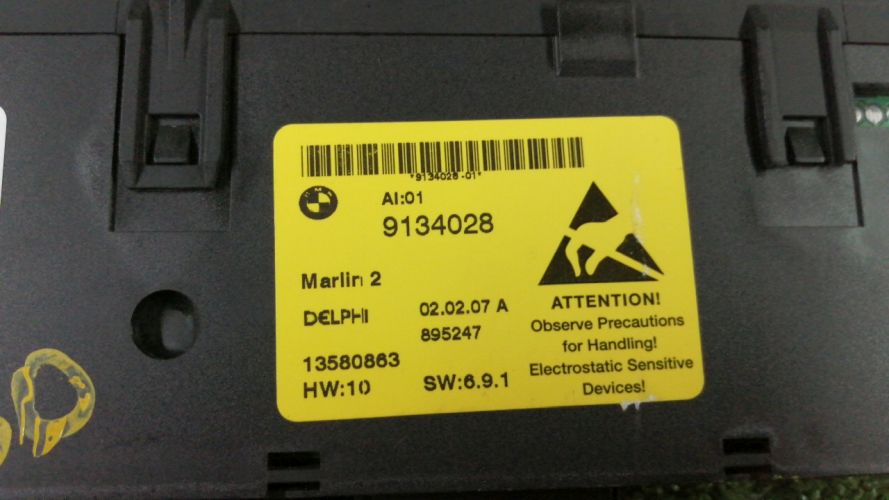 *9134028-01*
BMW
AI:01
9134028
Marlin 2
DELPHI
02.02.07 A
895247
13580863
HW:10
SW:6.9.1
ATTENTION!
Observe Precautions
for Handling!
Electrostatic Sensitive
Devices!